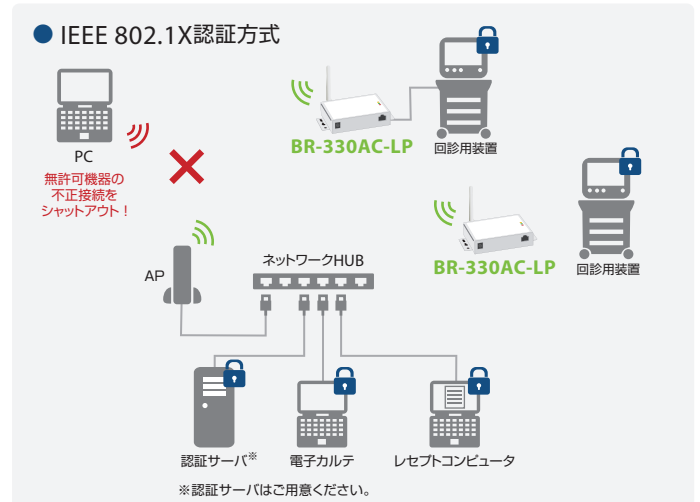 ● IEEE 802.1X認証方式
PC
無許可機器の
不正接続を
シャットアウト！
BR-330AC-LP
回診用装置
BR-330AC-LP
回診用装置
AP
ネットワークHUB
認証サーバ※
電子カルテ
レセプトコンピュータ
※認証サーバはご用意ください。